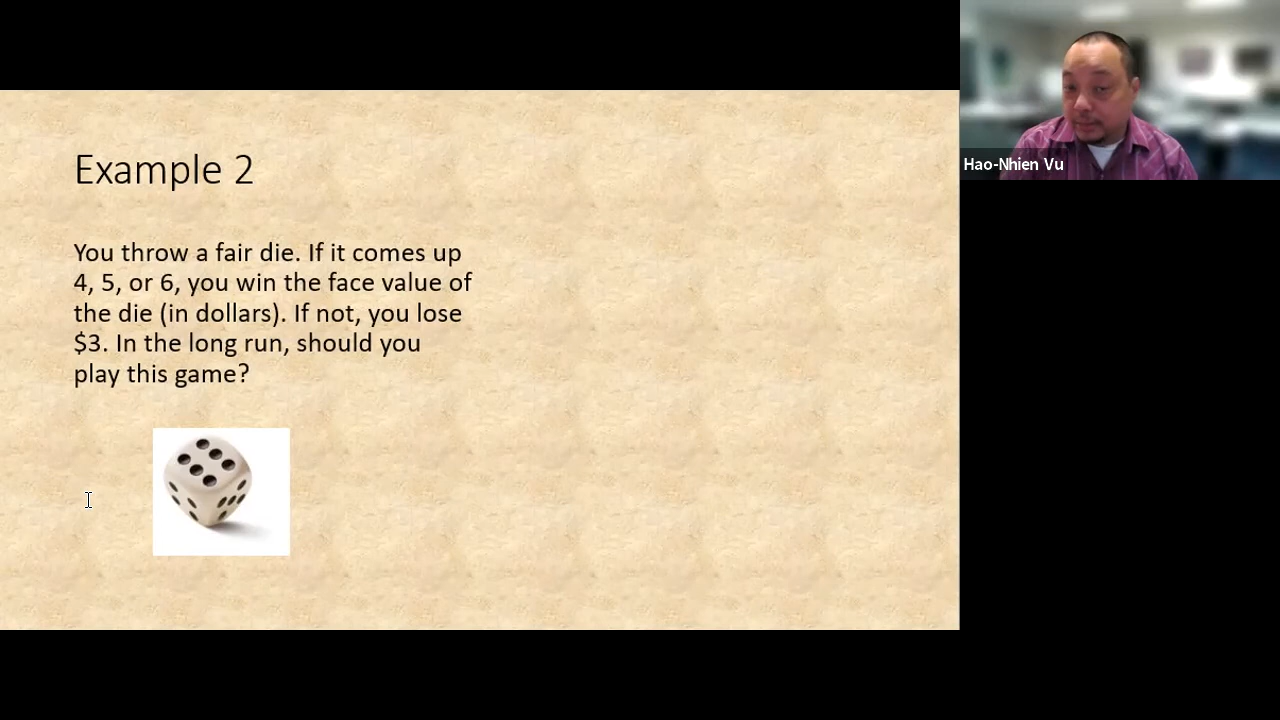 Example 2
You throw a fair die. If it comes up
4, 5, or 6, you win the face value of
the die (in dollars). If not, you lose
$3. In the long run, should you
play this game?
Hao-Nhien Vu